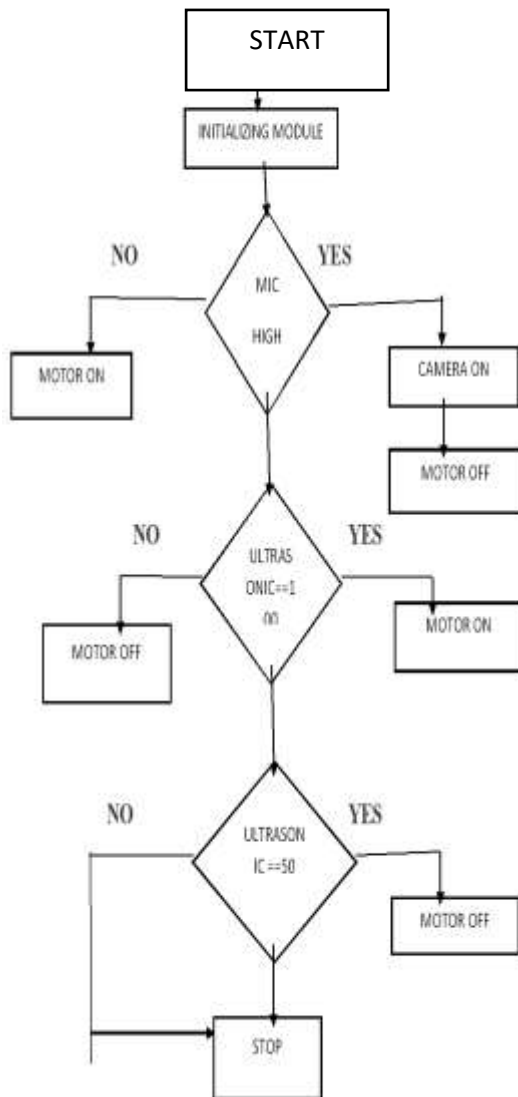 START
INITIALIZING MODULE
NO
YES
MIC
HIGH
MOTOR ON
CAMERA ON
MOTOR OFF
NO
YES
ULTRAS
ONIC==1
00
MOTOR OFF
MOTOR ON
NO
YES
ULTRASON
IC ==50
MOTOR OFF
STOP